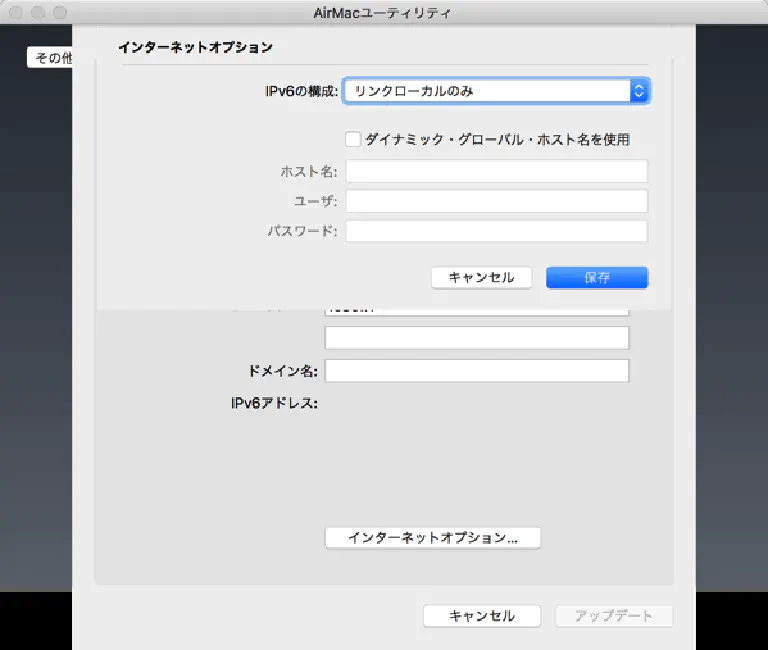 AirMacユーティリティ
その他
インターネットオプション
IPv6の構成: リンクローカルのみ
ダイナミック・グローバル・ホスト名を使用
ホスト名:
ユーザ:
パスワード:
キャンセル 保存
ドメイン名:
IPv6アドレス:
インターネットオプション...
キャンセル アップデート